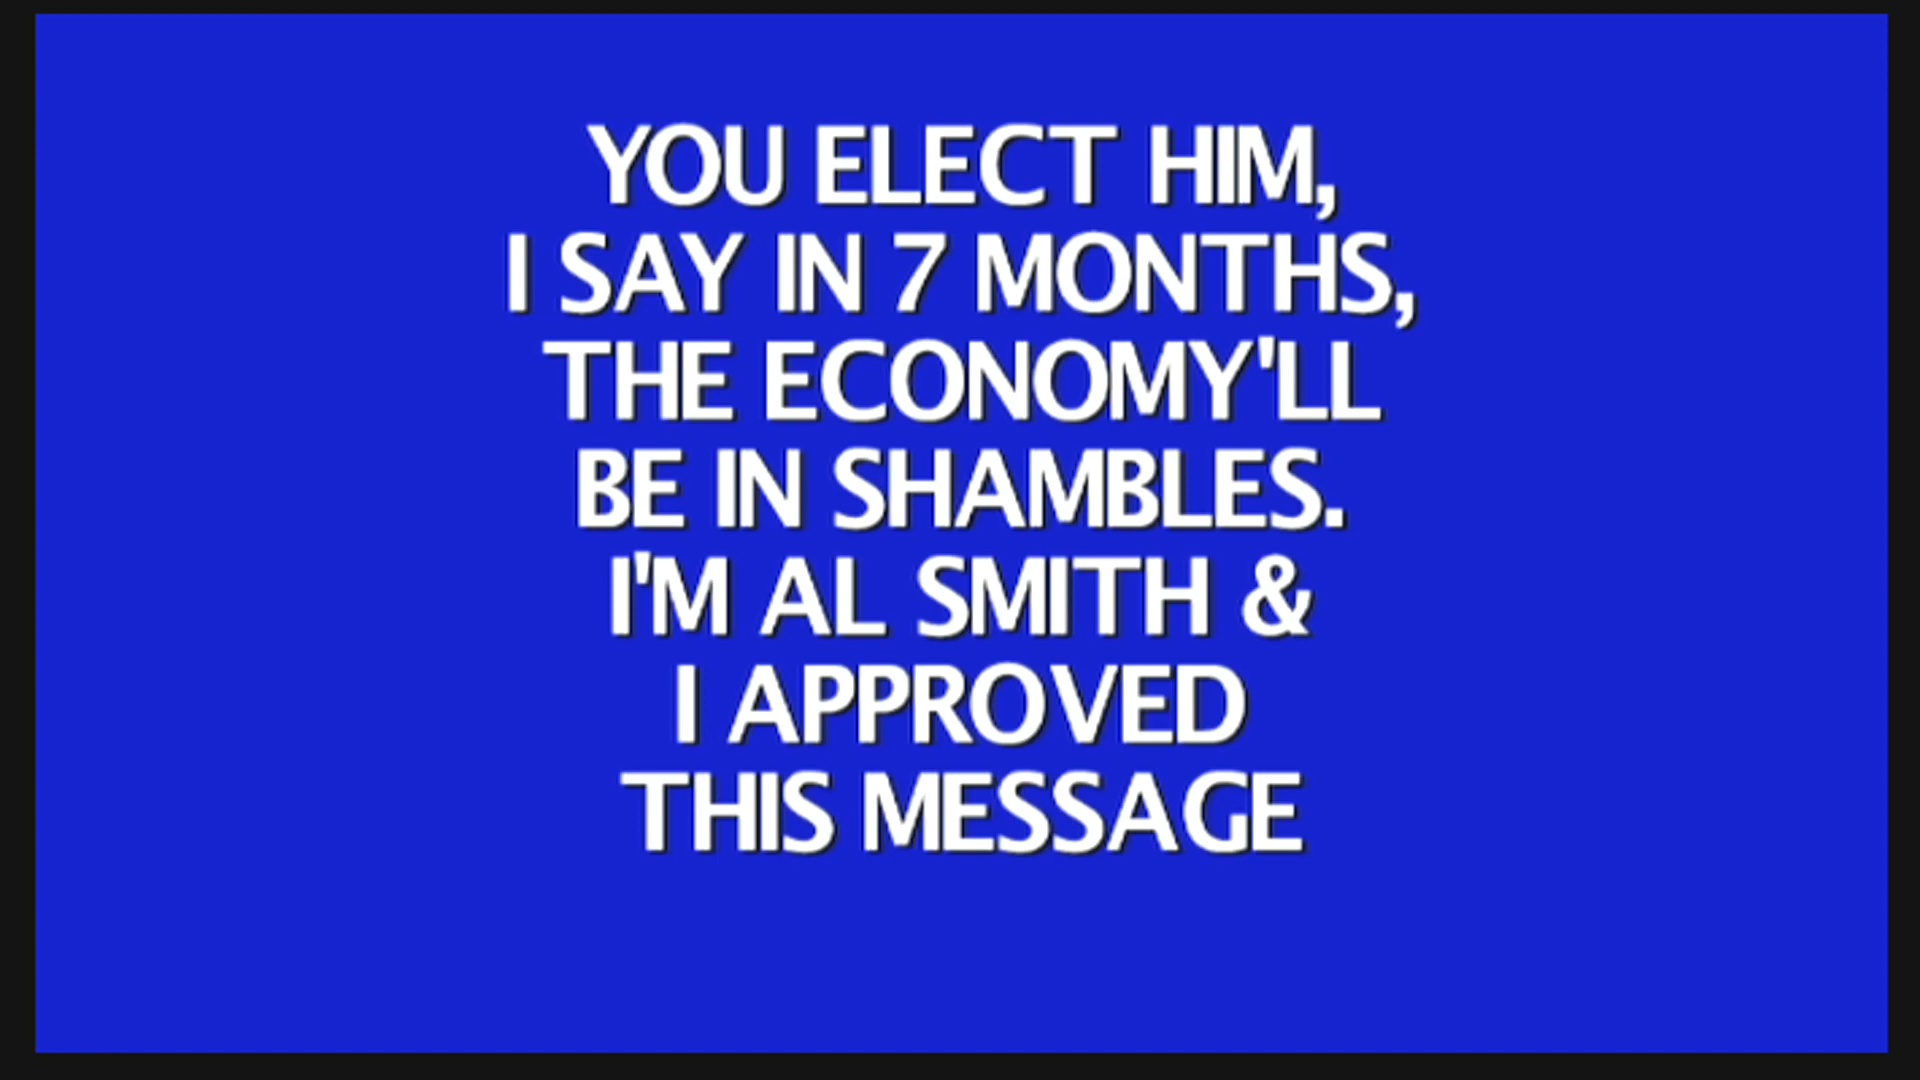 YOU ELECT HIM,
I SAY IN 7 MONTHS,
THE ECONOMY'LL
BE IN SHAMBLES.
I'M AL SMITH &
I APPROVED
THIS MESSAGE